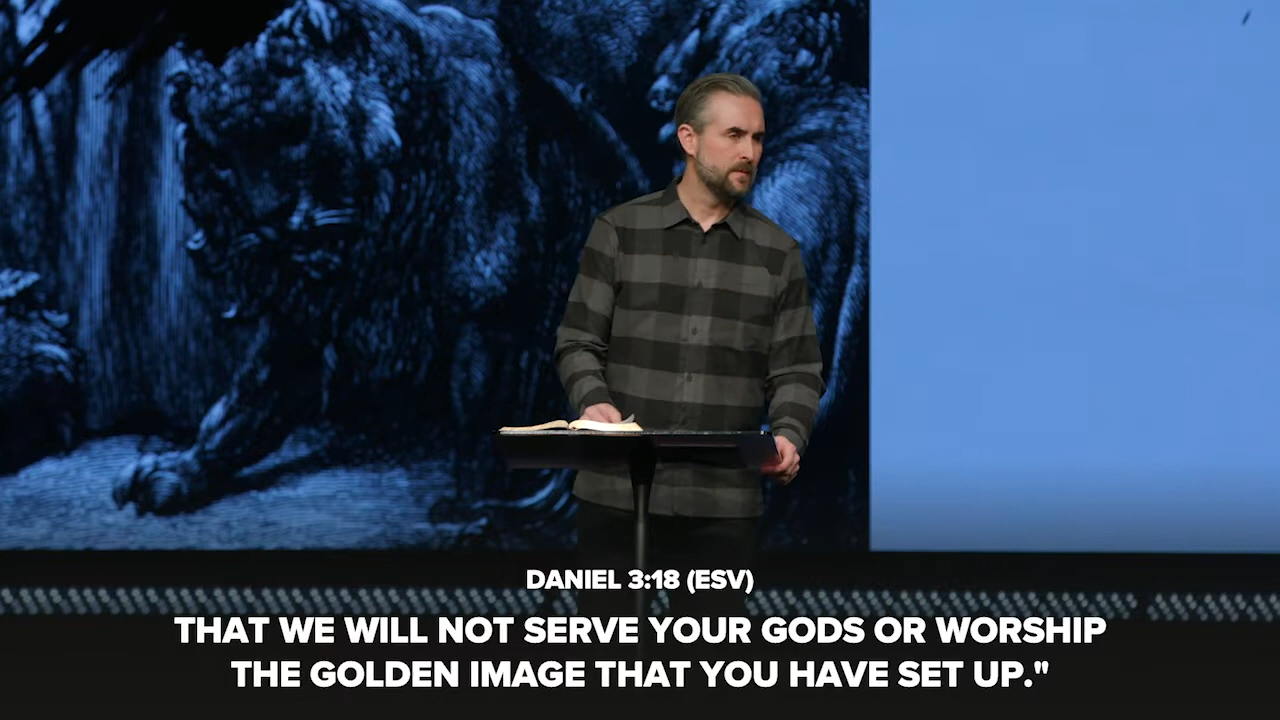 DANIEL 3:18 (ESV)
THAT WE WILL NOT SERVE YOUR GODS OR WORSHIP
THE GOLDEN IMAGE THAT YOU HAVE SET UP."